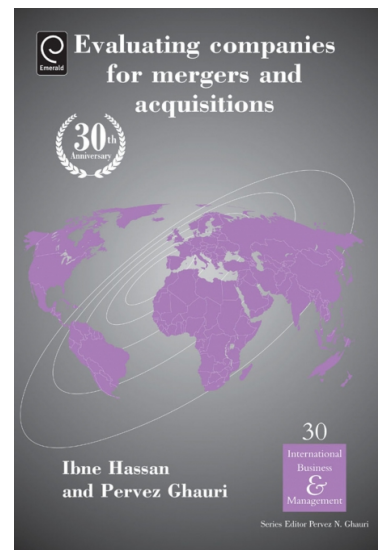 Emerald
Evaluating companies
for mergers and
acquisitions
30th
Anniversary
Ibne Hassan
and Pervez Ghauri
30
International
Business
&
Management
Series Editor Pervez N. Ghauri